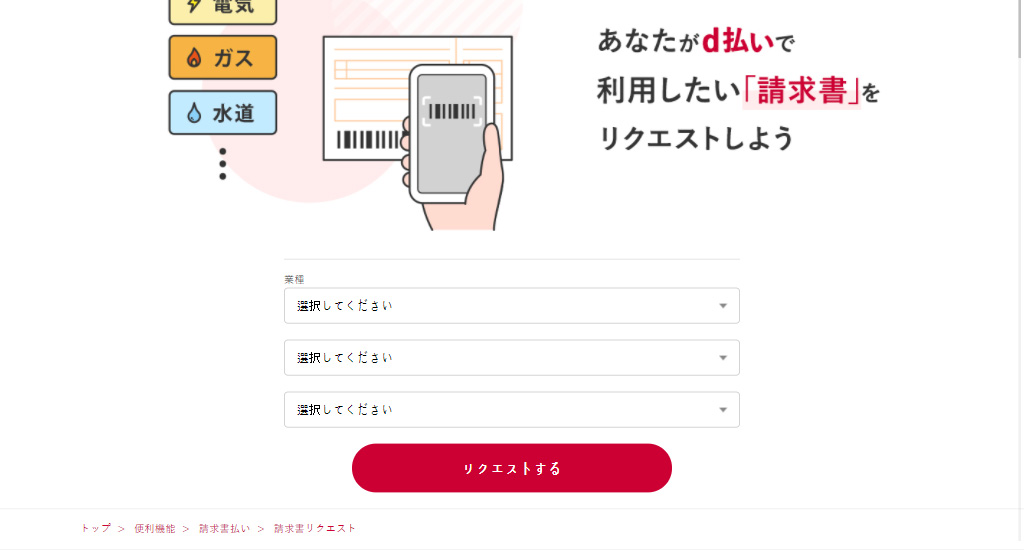 電気
ガス
水道
あなたがd払いで
利用したい「請求書」を
リクエストしよう
業種
選択してください
選択してください
選択してください
リクエストする
トップ > 便利機能 > 請求書払い > 請求書リクエスト